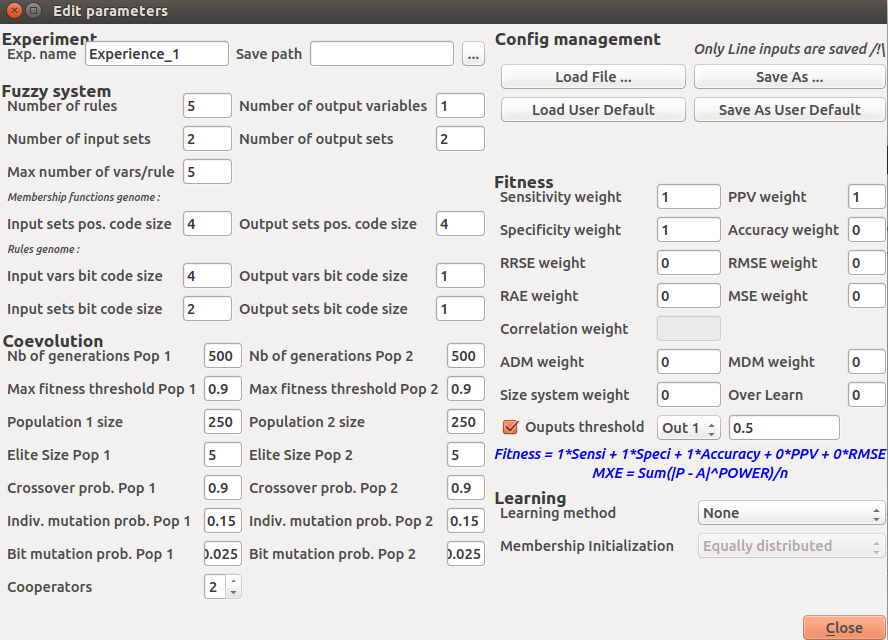 Edit parameters
Experiment
Exp. name Experience_1 Save path ...
Fuzzy system
Number of rules 5 Number of output variables 1
Number of input sets 2 Number of output sets 2
Max number of vars/rule 5
Membership functions genome :
Input sets pos. code size 4 Output sets pos. code size 4
Rules genome :
Input vars bit code size 4 Output vars bit code size 1
Input sets bit code size 2 Output sets bit code size 1
Coevolution
Nb of generations Pop 1 500 Nb of generations Pop 2 500
Max fitness threshold Pop 1 0.9 Max fitness threshold Pop 2 0.9
Population 1 size 250 Population 2 size 250
Elite Size Pop 1 5 Elite Size Pop 2 5
Crossover prob. Pop 1 0.9 Crossover prob. Pop 2 0.9
Indiv. mutation prob. Pop 1 0.15 Indiv. mutation prob. Pop 2 0.15
Bit mutation prob. Pop 1 0.025 Bit mutation prob. Pop 2 0.025
Cooperators 2
Config management
Only Line inputs are saved /!\
Load File ... Save As ...
Load User Default Save As User Default
Fitness
Sensitivity weight 1 PPV weight 1
Specificity weight 1 Accuracy weight 0
RRSE weight 0 RMSE weight 0
RAE weight 0 MSE weight 0
Correlation weight
ADM weight 0 MDM weight 0
Size system weight 0 Over Learn 0
Ouputs threshold Out 1 0.5
Fitness = 1*Sensi + 1*Speci + 1*Accuracy + 0*PPV + 0*RMSE
MXE = Sum(|P - A|^POWER)/n
Learning
Learning method None
Membership Initialization Equally distributed
Close